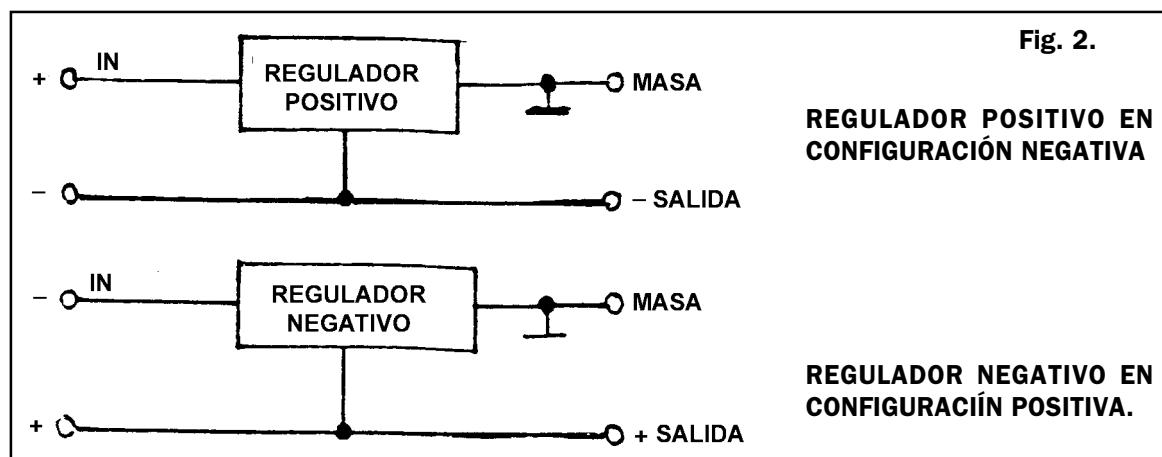 Fig. 2.
+ IN
REGULADOR
POSITIVO
MASA
REGULADOR POSITIVO EN
CONFIGURACIÓN NEGATIVA
–
– SALIDA
– IN
REGULADOR
NEGATIVO
MASA
REGULADOR NEGATIVO EN
CONFIGURACIÍN POSITIVA.
+
+ SALIDA